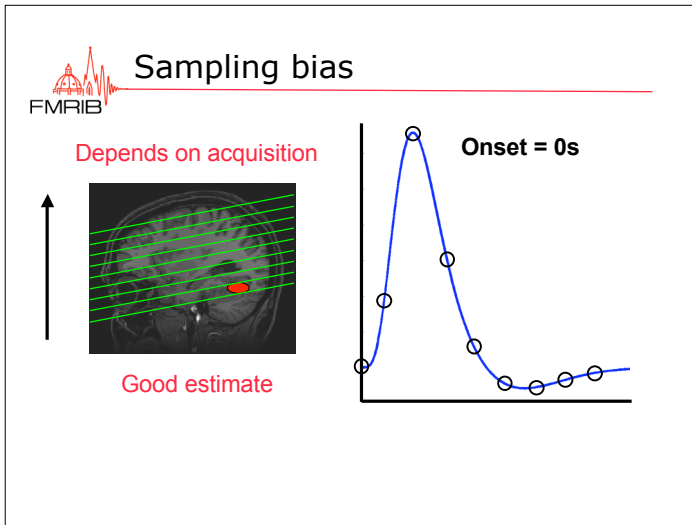 Sampling bias
FMRIB
Depends on acquisition
Onset = 0s
Good estimate